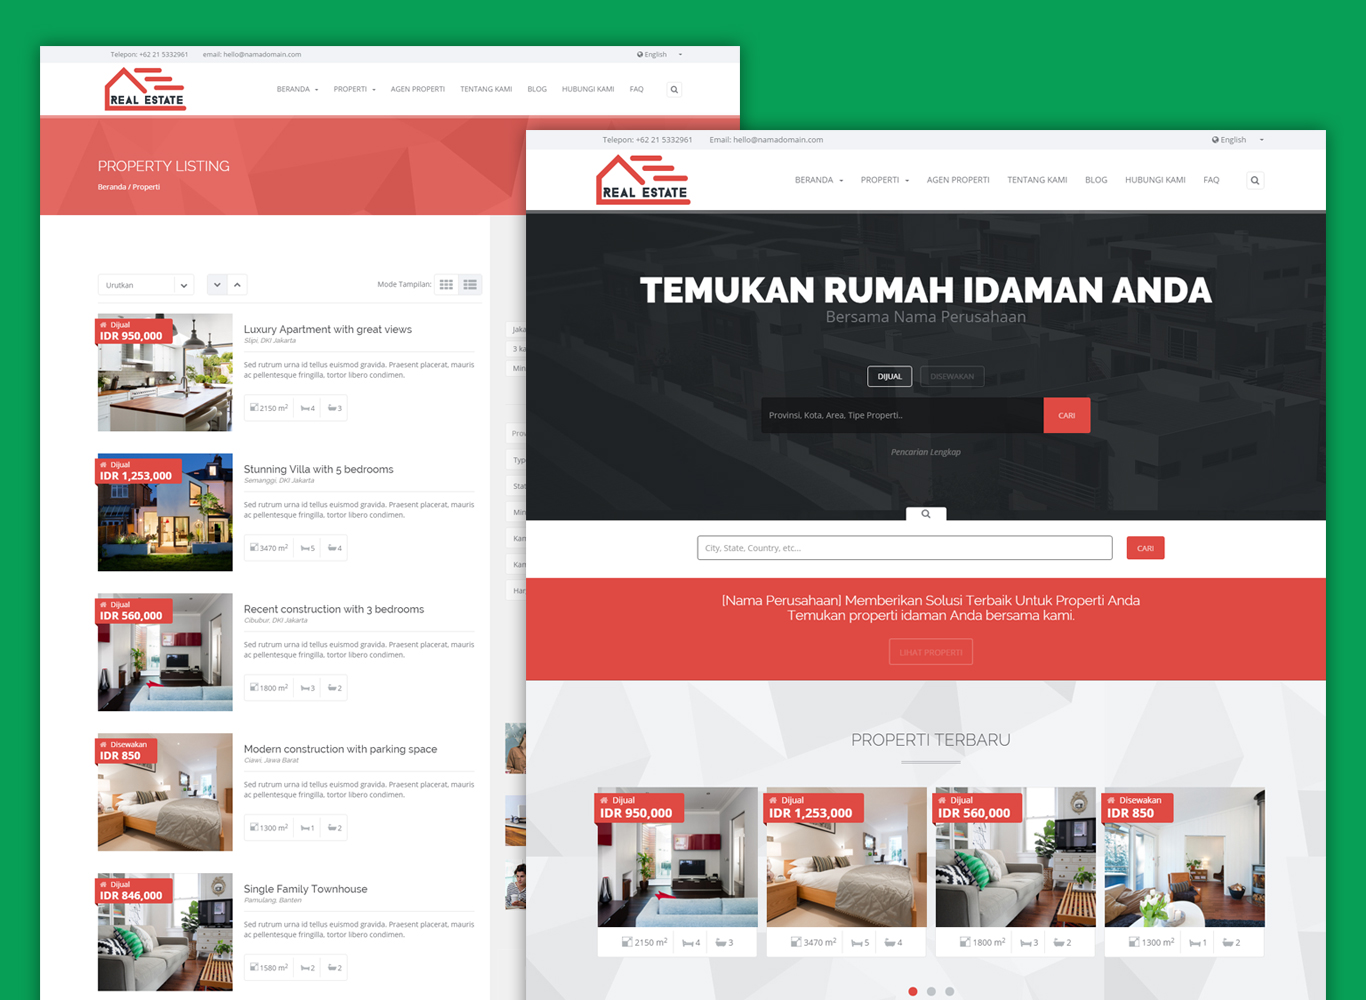 Telepon: +62 21 5332961 email: hello@namadomain.com English
REAL ESTATE
BERANDA PROPERTI AGEN PROPERTI TENTANG KAMI BLOG HUBUNGI KAMI FAQ
PROPERTY LISTING
Beranda / Properti
Urutkan
Mode Tampilan:
Dijual
IDR 950,000
Luxury Apartment with great views
Slipi, DKI Jakarta
Sed rutrum urna id tellus euismod gravida. Praesent placerat, mauris
ac pellentesque fringilla, tortor libero condimen.
2150 m² 4 3
Dijual
IDR 1,253,000
Stunning Villa with 5 bedrooms
Semanggi, DKI Jakarta
Sed rutrum urna id tellus euismod gravida. Praesent placerat, mauris
ac pellentesque fringilla, tortor libero condimen.
3470 m² 5 4
Dijual
IDR 560,000
Recent construction with 3 bedrooms
Cibubur, DKI Jakarta
Sed rutrum urna id tellus euismod gravida. Praesent placerat, mauris
ac pellentesque fringilla, tortor libero condimen.
1800 m² 3 2
Disewakan
IDR 850
Modern construction with parking space
Ciawi, Jawa Barat
Sed rutrum urna id tellus euismod gravida. Praesent placerat, mauris
ac pellentesque fringilla, tortor libero condimen.
1300 m² 1 2
Dijual
IDR 846,000
Single Family Townhouse
Pamulang, Banten
Sed rutrum urna id tellus euismod gravida. Praesent placerat, mauris
ac pellentesque fringilla, tortor libero condimen.
1580 m² 2 2
Jaka
3 ka
Min
Prov
Typ
Stat
Min
Kam
Kam
Har
Telepon: +62 21 5332961 Email: hello@namadomain.com English
REAL ESTATE
BERANDA PROPERTI AGEN PROPERTI TENTANG KAMI BLOG HUBUNGI KAMI FAQ
TEMUKAN RUMAH IDAMAN ANDA
Bersama Nama Perusahaan
DIJUAL DISEWAKAN
Provinsi, Kota, Area, Tipe Properti.. CARI
Pencarian Lengkap
City, State, Country, etc... CARI
[Nama Perusahaan] Memberikan Solusi Terbaik Untuk Properti Anda
Temukan properti idaman Anda bersama kami.
LIHAT PROPERTI
PROPERTI TERBARU
Dijual
IDR 950,000
2150 m² 4 3
Dijual
IDR 1,253,000
3470 m² 5 4
Dijual
IDR 560,000
1800 m² 3 2
Disewakan
IDR 850
1300 m² 1 2